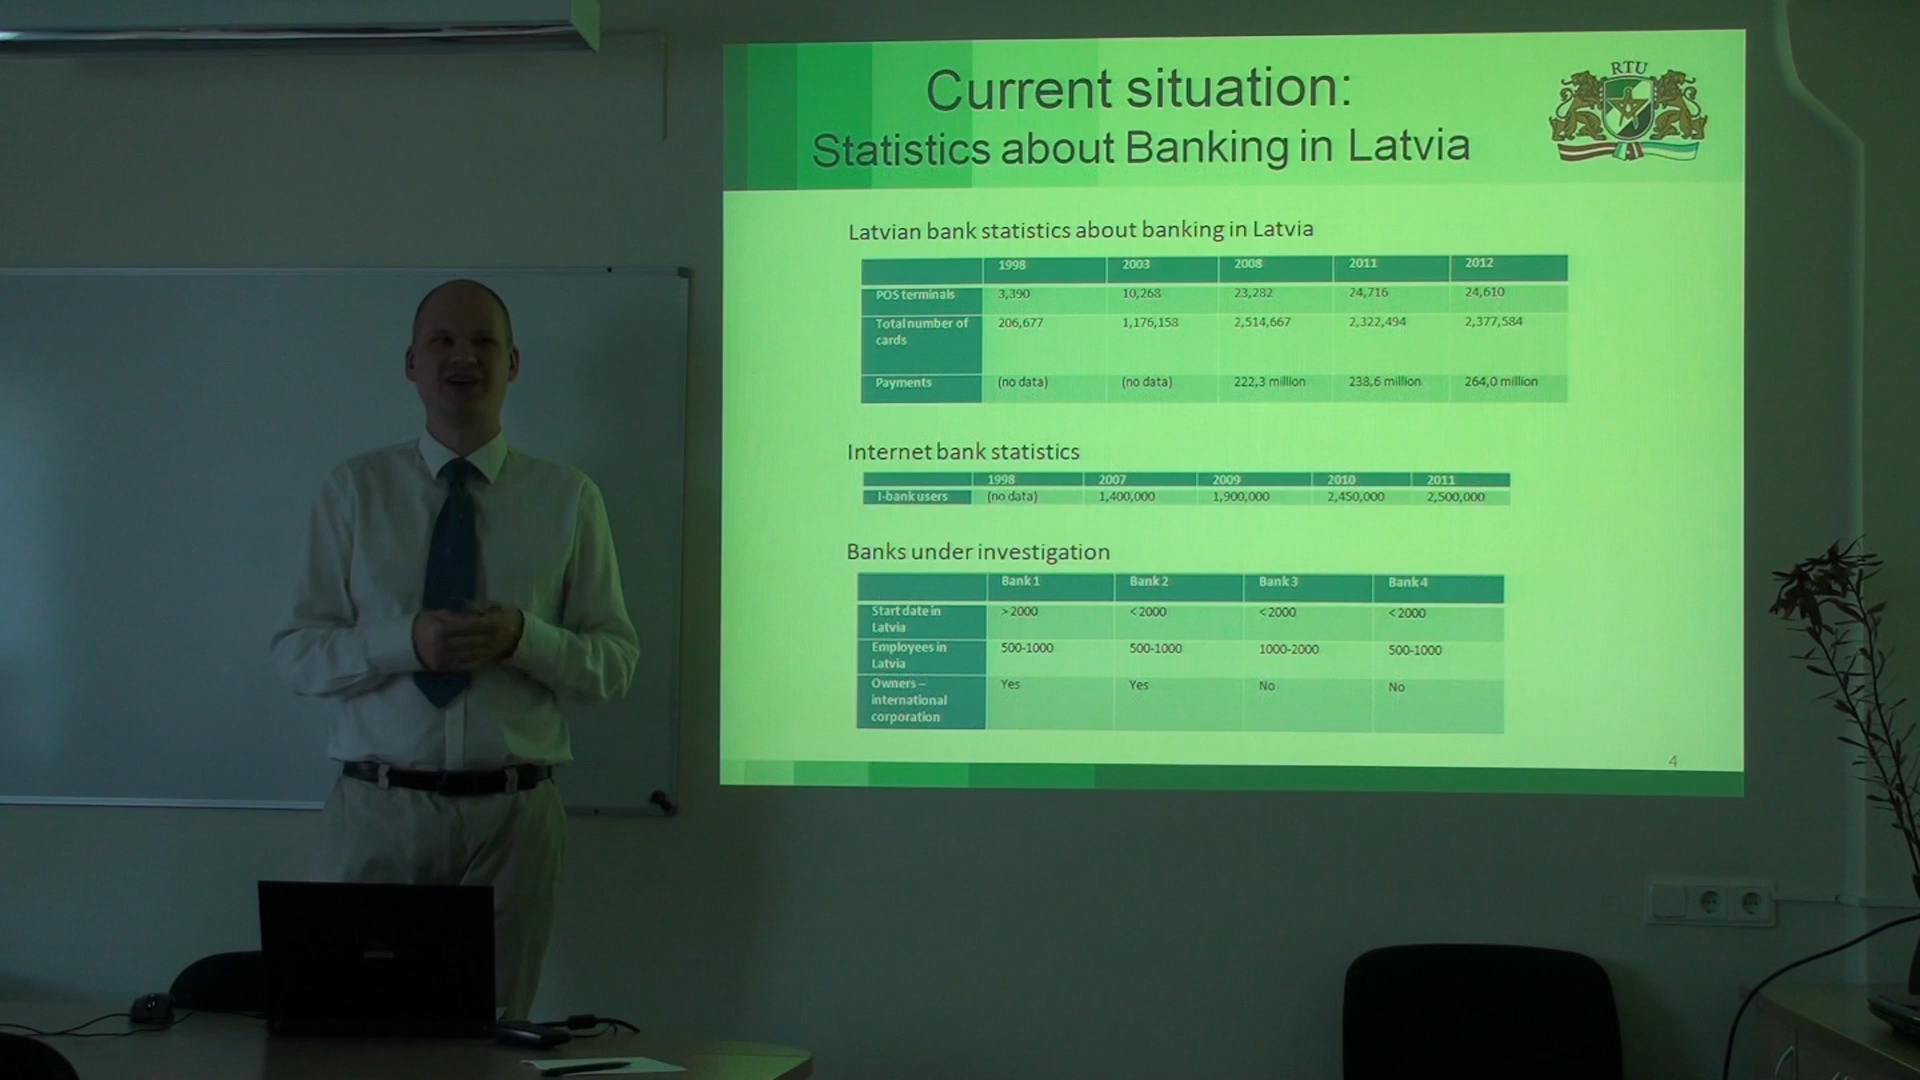 Current situation:
Statistics about Banking in Latvia
RTU
Latvian bank statistics about banking in Latvia
1998 2003 2008 2011 2012
POS terminals 3,390 10,268 23,282 24,716 24,610
Total number of cards 206,677 1,176,158 2,514,667 2,322,494 2,377,584
Payments (no data) (no data) 222,3 million 238,6 million 264,0 million
Internet bank statistics
1998 2007 2009 2010 2011
I-bank users (no data) 1,400,000 1,900,000 2,450,000 2,500,000
Banks under investigation
Bank 1 Bank 2 Bank 3 Bank 4
Start date in Latvia > 2000 < 2000 < 2000 < 2000
Employees in Latvia 500-1000 500-1000 1000-2000 500-1000
Owners – international corporation Yes Yes No No
4